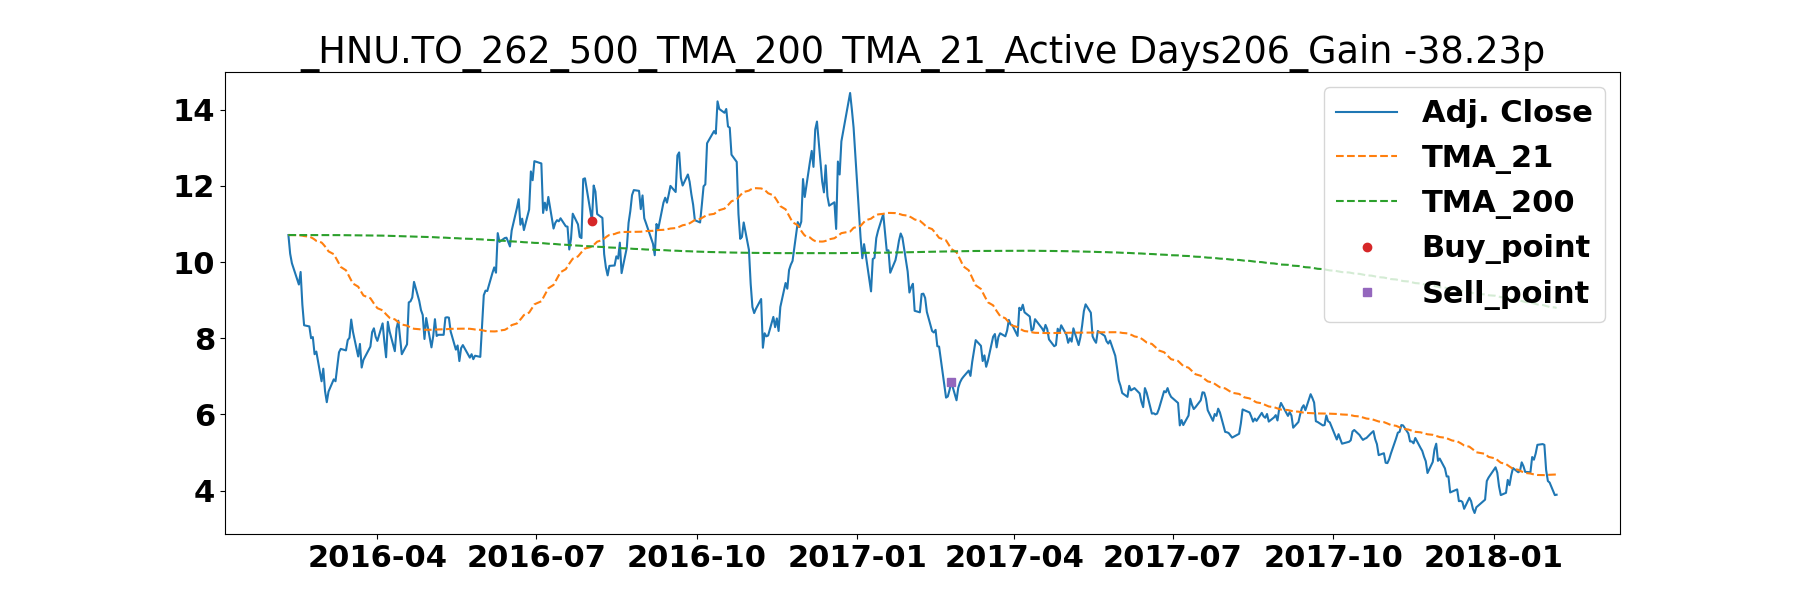 _HNU.TO_262_500_TMA_200_TMA_21_Active Days206_Gain -38.23p
14
12
10
8
6
4
Adj. Close
TMA_21
TMA_200
Buy_point
Sell_point
2016-04 2016-07 2016-10 2017-01 2017-04 2017-07 2017-10 2018-01